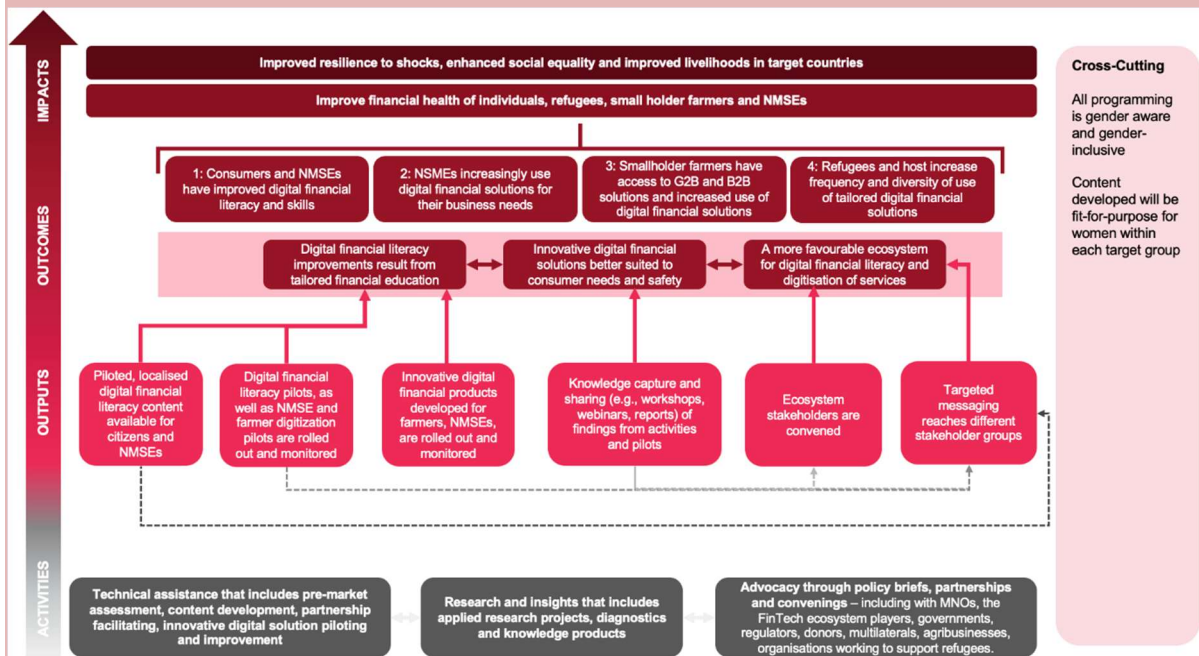 IMPACTS
Improved resilience to shocks, enhanced social equality and improved livelihoods in target countries
Improve financial health of individuals, refugees, small holder farmers and NMSEs
OUTCOMES
1: Consumers and NMSEs
have improved digital financial
literacy and skills
2: NSMEs increasingly use
digital financial solutions for
their business needs
3: Smallholder farmers have
access to G2B and B2B
solutions and increased use of
digital financial solutions
4: Refugees and host increase
frequency and diversity of use
of tailored digital financial
solutions
Digital financial literacy
improvements result from
tailored financial education
Innovative digital financial
solutions better suited to
consumer needs and safety
A more favourable ecosystem
for digital financial literacy and
digitisation of services
OUTPUTS
Piloted, localised
digital financial
literacy content
available for
citizens and
NMSEs
Digital financial
literacy pilots, as
well as NMSE and
farmer digitization
pilots are rolled
out and monitored
Innovative digital
financial products
developed for
farmers, NMSEs,
are rolled out and
monitored
Knowledge capture and
sharing (e.g., workshops,
webinars, reports) of
findings from activities
and pilots
Ecosystem
stakeholders are
convened
Targeted
messaging
reaches different
stakeholder groups
ACTIVITIES
Technical assistance that includes pre-market
assessment, content development, partnership
facilitating, innovative digital solution piloting
and improvement
Research and insights that includes
applied research projects, diagnostics
and knowledge products
Advocacy through policy briefs, partnerships
and convenings – including with MNOs, the
FinTech ecosystem players, governments,
regulators, donors, multilaterals, agribusinesses,
organisations working to support refugees.
Cross-Cutting
All programming
is gender aware
and gender-
inclusive
Content
developed will be
fit-for-purpose for
women within
each target group